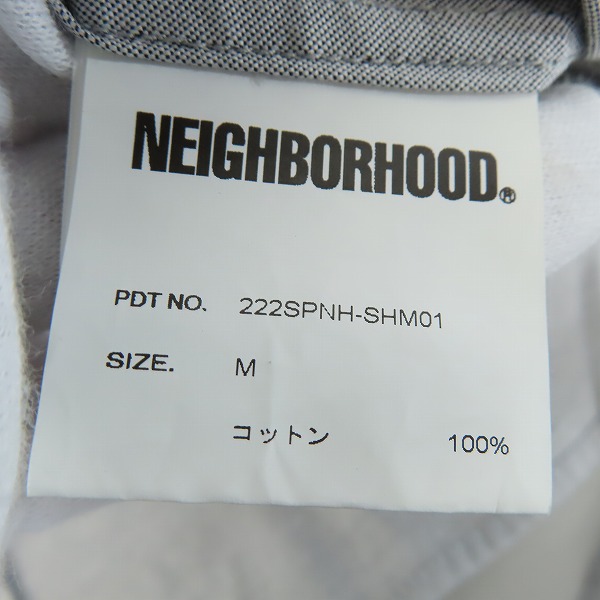 NEIGHBORHOOD®
PDT NO. 222SPNH-SHM01
SIZE. M
コットン 100%